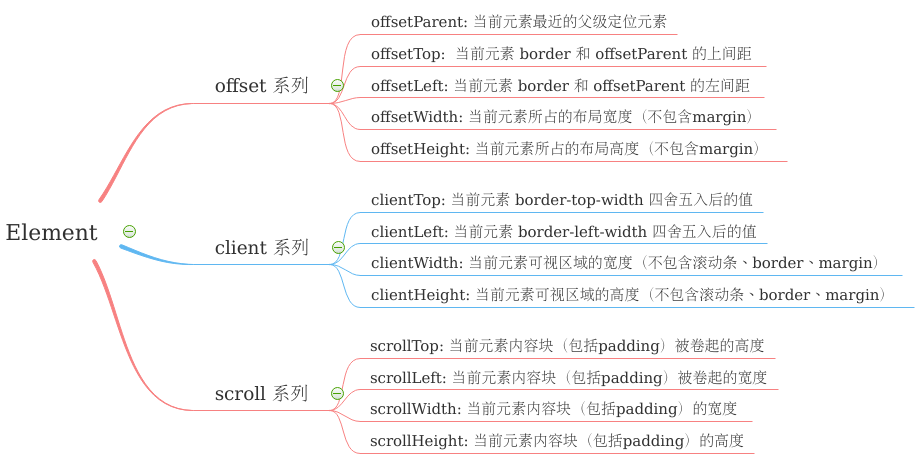 Element
offset 系列
offsetParent: 当前元素最近的父级定位元素
offsetTop: 当前元素 border 和 offsetParent 的上间距
offsetLeft: 当前元素 border 和 offsetParent 的左间距
offsetWidth: 当前元素所占的布局宽度（不包含margin）
offsetHeight: 当前元素所占的布局高度（不包含margin）
client 系列
clientTop: 当前元素 border-top-width 四舍五入后的值
clientLeft: 当前元素 border-left-width 四舍五入后的值
clientWidth: 当前元素可视区域的宽度（不包含滚动条、border、margin）
clientHeight: 当前元素可视区域的高度（不包含滚动条、border、margin）
scroll 系列
scrollTop: 当前元素内容块（包括padding）被卷起的高度
scrollLeft: 当前元素内容块（包括padding）被卷起的宽度
scrollWidth: 当前元素内容块（包括padding）的宽度
scrollHeight: 当前元素内容块（包括padding）的高度